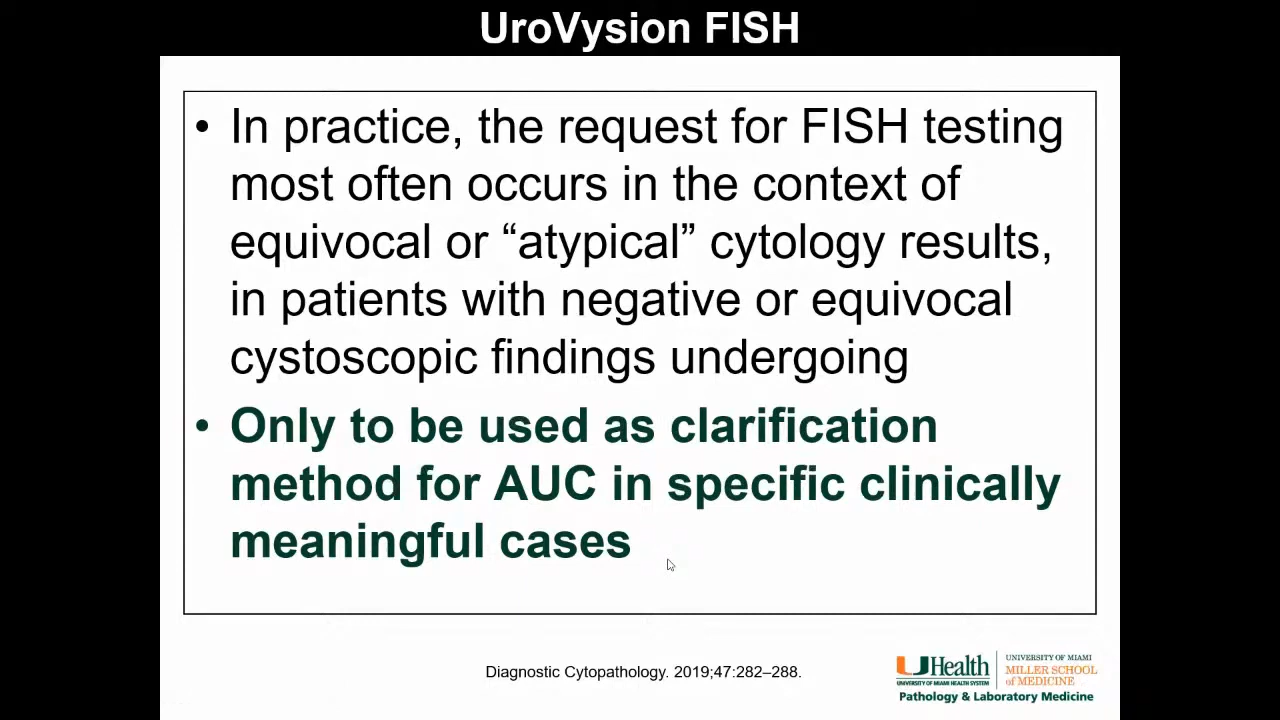 UroVysion FISH
• In practice, the request for FISH testing
most often occurs in the context of
equivocal or “atypical” cytology results,
in patients with negative or equivocal
cystoscopic findings undergoing
• Only to be used as clarification
method for AUC in specific clinically
meaningful cases
Diagnostic Cytopathology. 2019;47:282–288.
UHealth
UNIVERSITY OF MIAMI HEALTH SYSTEM
UNIVERSITY OF MIAMI
MILLER SCHOOL
of MEDICINE
Pathology & Laboratory Medicine